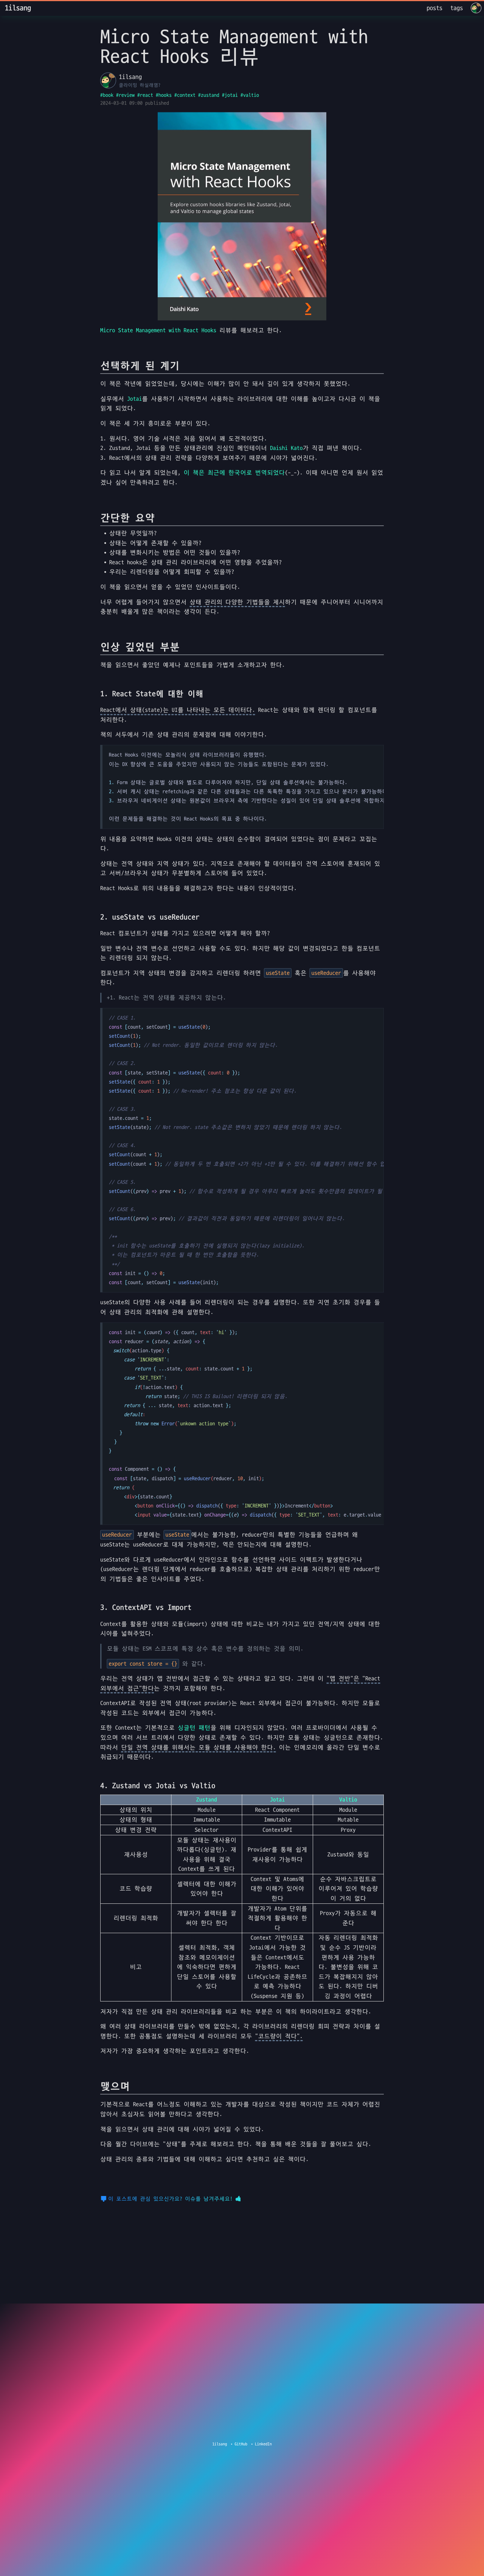 1ilsang
posts tags
Micro State Management with
React Hooks 리뷰
1ilsang
#book #review #react #hooks #context #zustand #jotai #valtio
2024-03-01 09:00 published
Micro State Management
with React Hooks
Explore custom hooks libraries like Zustand, Jotai,
and Valtio to manage global states
Daishi Kato
Micro State Management with React Hooks 리뷰를 해보려고 한다.
선택하게 된 계기
이 책은 작년에 읽었었는데, 당시에는 이해가 많이 안 돼서 깊이 있게 생각하지 못했었다.
실무에서 Jotai를 사용하기 시작하면서 사용하는 라이브러리에 대한 이해를 높이고자 다시금 이 책을
읽게 되었다.
이 책은 세 가지 흥미로운 부분이 있다.
1. 원서다. 영어 기술 서적은 처음 읽어서 꽤 도전적이었다.
2. Zustand, Jotai 등을 만든 상태관리에 진심인 메인테이너 Daishi Kato가 직접 펴낸 책이다.
3. React에서의 상태 관리 전략을 다양하게 보여주기 때문에 시야가 넓어진다.
다 읽고 나서 알게 되었는데, 이 책은 최근에 한국어로 번역되었다(-_-). 이때 아니면 언제 원서 읽었
겠나 싶어 만족하려고 한다.
간단한 요약
• 상태란 무엇일까?
• 상태는 어떻게 존재할 수 있을까?
• 상태를 변화시키는 방법은 어떤 것들이 있을까?
• React hooks은 상태 관리 라이브러리에 어떤 영향을 주었을까?
• 우리는 리렌더링을 어떻게 회피할 수 있을까?
이 책을 읽으면서 얻을 수 있었던 인사이트들이다.
너무 어렵게 들어가지 않으면서 상태 관리의 다양한 기법들을 제시하기 때문에 주니어부터 시니어까지
충분히 배울게 많은 책이라는 생각이 든다.
인상 깊었던 부분
책을 읽으면서 좋았던 예제나 포인트들을 가볍게 소개하고자 한다.
1. React State에 대한 이해
React에서 상태(state)는 UI를 나타내는 모든 데이터다. React는 상태와 함께 렌더링 할 컴포넌트를
처리한다.
책의 서두에서 기존 상태 관리의 문제점에 대해 이야기한다.
React Hooks 이전에는 모놀리식 상태 라이브러리들이 유행했다.
이는 DX 향상에 큰 도움을 주었지만 사용되지 않는 기능들도 포함된다는 문제가 있었다.
1. Form 상태는 글로벌 상태와 별도로 다루어져야 하지만, 단일 상태 솔루션에서는 불가능하다.
2. 서버 캐시 상태는 refetching과 같은 다른 상태들과는 다른 독특한 특징을 가지고 있으나 분리가 불가능하다
3. 브라우저 네비게이션 상태는 원본값이 브라우저 측에 기반한다는 성질이 있어 단일 상태 솔루션에 적합하지
이런 문제들을 해결하는 것이 React Hooks의 목표 중 하나이다.
위 내용을 요약하면 Hooks 이전의 상태는 상태의 순수함이 결여되어 있었다는 점이 문제라고 꼬집는
다.
상태는 전역 상태와 지역 상태가 있다. 지역으로 존재해야 할 데이터들이 전역 스토어에 혼재되어 있
고 서버/브라우저 상태가 무분별하게 스토어에 들어 있었다.
React Hooks로 위의 내용들을 해결하고자 한다는 내용이 인상적이었다.
2. useState vs useReducer
React 컴포넌트가 상태를 가지고 있으려면 어떻게 해야 할까?
일반 변수나 전역 변수로 선언하고 사용할 수도 있다. 하지만 해당 값이 변경되었다고 한들 컴포넌트
는 리렌더링 되지 않는다.
컴포넌트가 지역 상태의 변경을 감지하고 리렌더링 하려면 useState 혹은 useReducer를 사용해야
한다.
+1. React는 전역 상태를 제공하지 않는다.
// CASE 1.
const [count, setCount] = useState(0);
setCount(1);
setCount(1); // Not render. 동일한 값이므로 렌더링 하지 않는다.
// CASE 2.
const [state, setState] = useState({ count: 0 });
setState({ count: 1 });
setState({ count: 1 }); // Re-render! 주소 참조는 항상 다른 값이 된다.
// CASE 3.
state.count = 1;
setState(state); // Not render. state 주소값은 변하지 않았기 때문에 렌더링 하지 않는다.
// CASE 4.
setCount(count + 1);
setCount(count + 1); // 동일하게 두 번 호출되면 +2가 아닌 +1만 될 수 있다. 이를 해결하기 위해선 함수 업
// CASE 5.
setCount((prev) => prev + 1); // 함수로 작성하게 될 경우 아무리 빠르게 눌러도 횟수만큼의 업데이트가 될
// CASE 6.
setCount((prev) => prev); // 결과값이 이전과 동일하기 때문에 리렌더링이 일어나지 않는다.
/**
* init 함수는 useState를 호출하기 전에 실행되지 않는다(lazy initialize).
* 이는 컴포넌트가 마운트 될 때 한 번만 호출함을 뜻한다.
**/
const init = () => 0;
const [count, setCount] = useState(init);
useState의 다양한 사용 사례를 들어 리렌더링이 되는 경우를 설명한다. 또한 지연 초기화 경우를 들
어 상태 관리의 최적화에 관해 설명한다.
const init = (count) => ({ count, text: 'hi' });
const reducer = (state, action) => {
switch(action.type) {
case 'INCREMENT':
return { ...state, count: state.count + 1 };
case 'SET_TEXT':
if(!action.text) {
return state; // THIS IS Bailout! 리렌더링 되지 않음.
return { ... state, text: action.text };
default:
throw new Error('unkown action type');
}
}
}
const Component = () => {
const [state, dispatch] = useReducer(reducer, 10, init);
return (
<div>{state.count}
<button onClick={() => dispatch({ type: 'INCREMENT' })}>Increment</button>
<input value={state.text} onChange={(e) => dispatch({ type: 'SET_TEXT', text: e.target.value
useReducer 부분에는 useState에서는 불가능한, reducer만의 특별한 기능들을 언급하며 왜
useState는 useReducer로 대체 가능하지만, 역은 안되는지에 대해 설명한다.
useState와 다르게 useReducer에서 인라인으로 함수를 선언하면 사이드 이펙트가 발생한다거나
(useReducer는 렌더링 단계에서 reducer를 호출하므로) 복잡한 상태 관리를 처리하기 위한 reducer만
의 기법들은 좋은 인사이트를 주었다.
3. ContextAPI vs Import
Context를 활용한 상태와 모듈(import) 상태에 대한 비교는 내가 가지고 있던 전역/지역 상태에 대한
시야를 넓혀주었다.
모듈 상태는 ESM 스코프에 특정 상수 혹은 변수를 정의하는 것을 의미.
export const store = {} 와 같다.
우리는 전역 상태가 앱 전반에서 접근할 수 있는 상태라고 알고 있다. 그런데 이 "앱 전반"은 "React
외부에서 접근"한다는 것까지 포함해야 한다.
ContextAPI로 작성된 전역 상태(root provider)는 React 외부에서 접근이 불가능하다. 하지만 모듈로
작성된 코드는 외부에서 접근이 가능하다.
또한 Context는 기본적으로 싱글턴 패턴을 위해 디자인되지 않았다. 여러 프로바이더에서 사용될 수
있으며 여러 서브 트리에서 다양한 상태로 존재할 수 있다. 하지만 모듈 상태는 싱글턴으로 존재한다.
따라서 단일 전역 상태를 위해서는 모듈 상태를 사용해야 한다. 이는 인메모리에 올라간 단일 변수로
취급되기 때문이다.
4. Zustand vs Jotai vs Valtio
Zustand Jotai Valtio
상태의 위치 Module React Component Module
상태의 형태 Immutable Immutable Mutable
상태 변경 전략 Selector ContextAPI Proxy
재사용성 모듈 상태는 재사용이 까다롭다(싱글턴). 재사용을 위해 결국 Context를 쓰게 된다 Provider를 통해 쉽게 재사용이 가능하다 Zustand와 동일
코드 학습량 셀렉터에 대한 이해가 있어야 한다 Context 및 Atoms에 대한 이해가 있어야 한다 순수 자바스크립트로 이루어져 있어 학습량이 거의 없다
리렌더링 최적화 개발자가 셀렉터를 잘 써야 한다 한다 개발자가 Atom 단위를 적절하게 활용해야 한다 Proxy가 자동으로 해준다
비고 셀렉터 최적화, 객체 참조와 메모이제이션에 익숙하다면 편하게 단일 스토어를 사용할 수 있다 Context 기반이므로 Jotai에서 가능한 것들은 Context에서도 가능하다. React LifeCycle과 공존하므로 예측 가능하다(Suspense 지원 등) 자동 리렌더링 최적화 및 순수 JS 기반이라 편하게 사용 가능하다. 불변성을 위해 코드가 복잡해지지 않아도 된다. 하지만 디버깅 과정이 어렵다
저자가 직접 만든 상태 관리 라이브러리들을 비교 하는 부분은 이 책의 하이라이트라고 생각한다.
왜 여러 상태 라이브러리를 만들수 밖에 없었는지, 각 라이브러리의 리렌더링 회피 전략과 차이를 설
명한다. 또한 공통점도 설명하는데 세 라이브러리 모두 "코드량이 적다".
저자가 가장 중요하게 생각하는 포인트라고 생각한다.
맺으며
기본적으로 React를 어느정도 이해하고 있는 개발자를 대상으로 작성된 책이지만 코드 자체가 어렵진
않아서 초심자도 읽어볼 만하다고 생각한다.
책을 읽으면서 상태 관리에 대해 시야가 넓어질 수 있었다.
다음 월간 다이브에는 "상태"를 주제로 해보려고 한다. 책을 통해 배운 것들을 잘 풀어보고 싶다.
상태 관리의 종류와 기법들에 대해 이해하고 싶다면 추천하고 싶은 책이다.
이 포스트에 관심 있으신가요? 이슈를 남겨주세요!
1ilsang • GitHub • LinkedIn